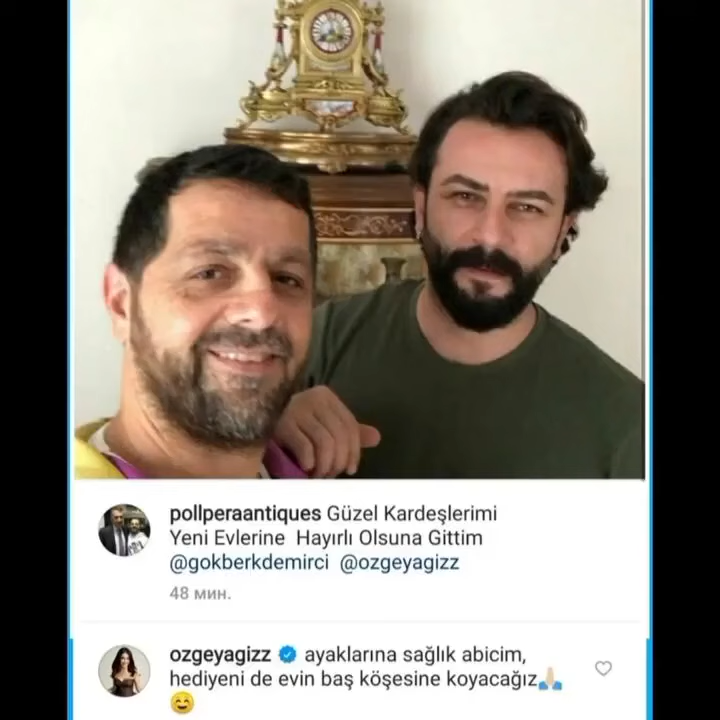 pollperaantiques Güzel Kardeşlerimi
Yeni Evlerine Hayırlı Olsuna Gittim
@gokberkdemirci @ozgeyagizz
48 мин.
ozgeyagizz ayaklarına sağlık abicim,
hediyeni de evin baş köşesine koyacağız🙏🏼
😊